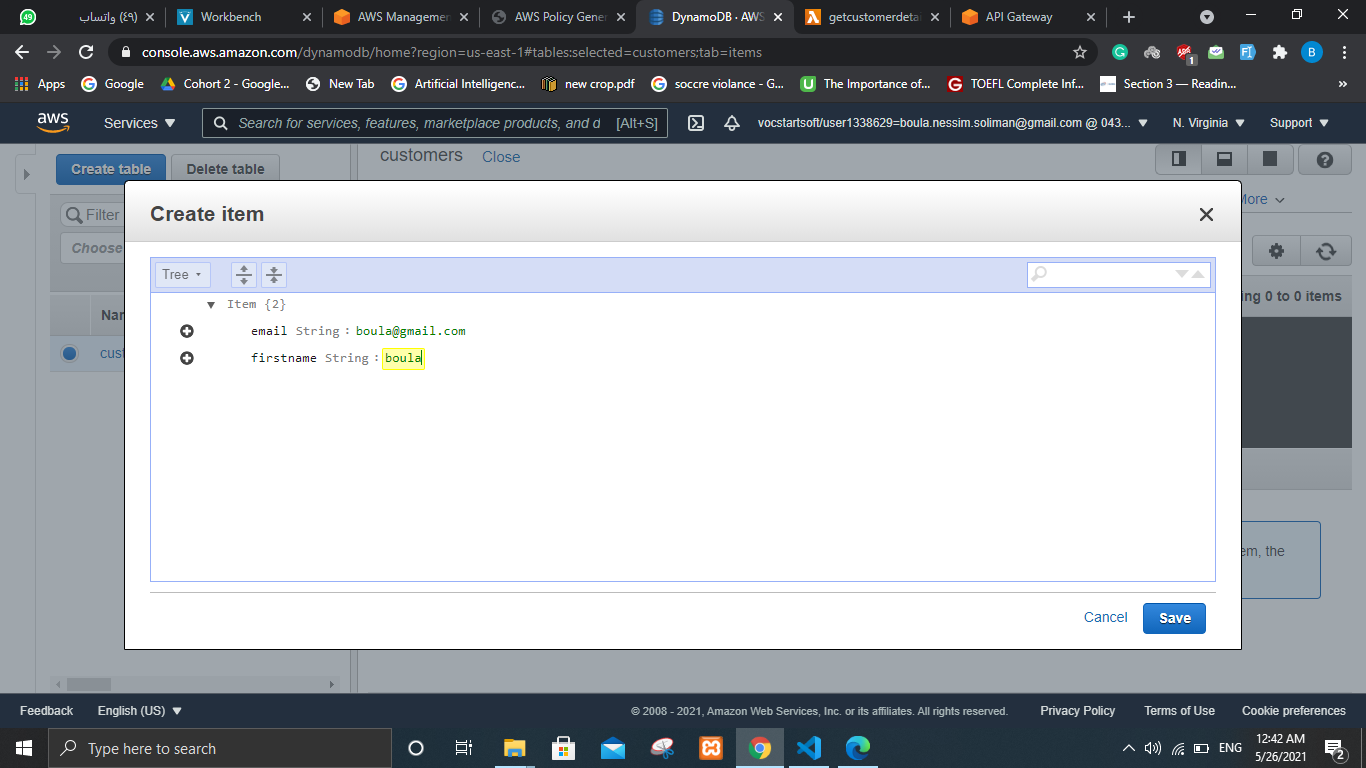 49
(٤٩) واتساب
Workbench
AWS Managemen
AWS Policy Gener
DynamoDB · AWS
getcustomerdetai
API Gateway
console.aws.amazon.com/dynamodb/home?region=us-east-1#tables:selected=customers;tab=items
1
B
Apps
Google
Cohort 2 - Google...
New Tab
Artificial Intelligenc...
new crop.pdf
soccre violance - G...
The Importance of...
TOEFL Complete Inf...
Section 3 — Readin...
»
aws
Services
Search for services, features, marketplace products, and d [Alt+S]
vocstartsoft/user1338629=boula.nessim.soliman@gmail.com @ 043...
N. Virginia
Support
Create table
Delete table
customers
Close
Filter
More
Create item
Choose
Tree
Item {2}
ing 0 to 0 items
Nar
email String : boula@gmail.com
cust
firstname String : boula
em, the
Cancel
Save
Feedback
English (US)
© 2008 - 2021, Amazon Web Services, Inc. or its affiliates. All rights reserved.
Privacy Policy
Terms of Use
Cookie preferences
Type here to search
ENG
12:42 AM
5/26/2021
2